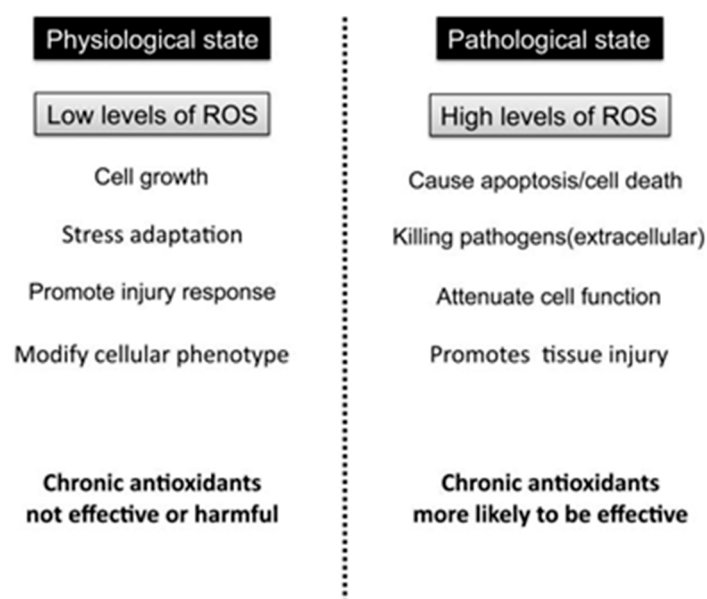 Physiological state
Low levels of ROS
Cell growth
Stress adaptation
Promote injury response
Modify cellular phenotype
Chronic antioxidants
not effective or harmful
Pathological state
High levels of ROS
Cause apoptosis/cell death
Killing pathogens(extracellular)
Attenuate cell function
Promotes tissue injury
Chronic antioxidants
more likely to be effective